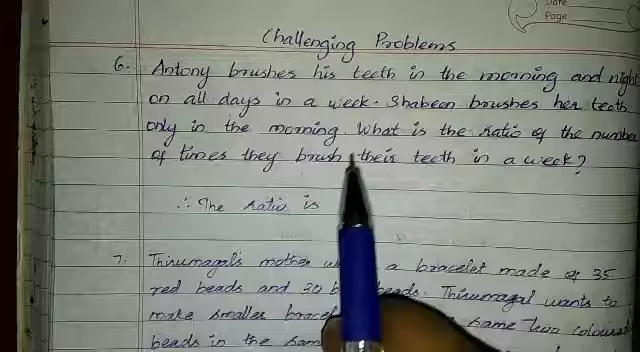 Date
Page
Challenging Problems
6. Antony brushes his teeth in the morning and night
on all days in a week. Shabeen brushes her teeth
only in the morning. What is the ratio of the number
of times they brush their teeth in a week?
∴ The ratio is
7. Thirumagal's mother a bracelet made of 35
red beads and 30 beads. Thirumagal wants to
make smaller same two coloured
beads in the